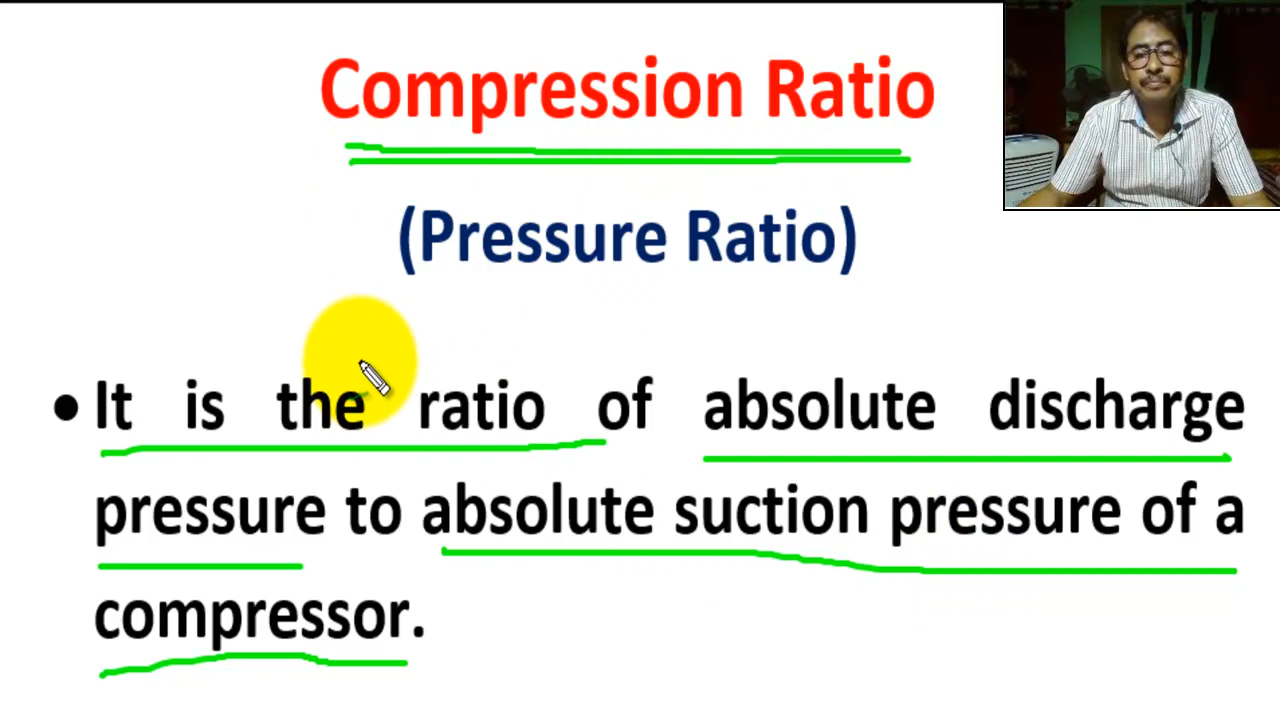 Compression Ratio
(Pressure Ratio)
• It is the ratio of absolute discharge
pressure to absolute suction pressure of a
compressor.